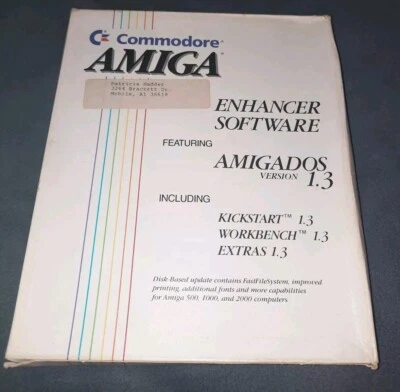 Commodore®
AMIGA®
Patricia
Mobile,
ENHANCER
SOFTWARE
FEATURING
AMIGADOS
VERSION 1.3
INCLUDING
KICKSTART™ 1.3
WORKBENCH™ 1.3
EXTRAS 1.3
Disk-Based update contains FastFileSystem, improved
printing, additional fonts and more capabilities
for Amiga 500, 1000, and 2000 computers.